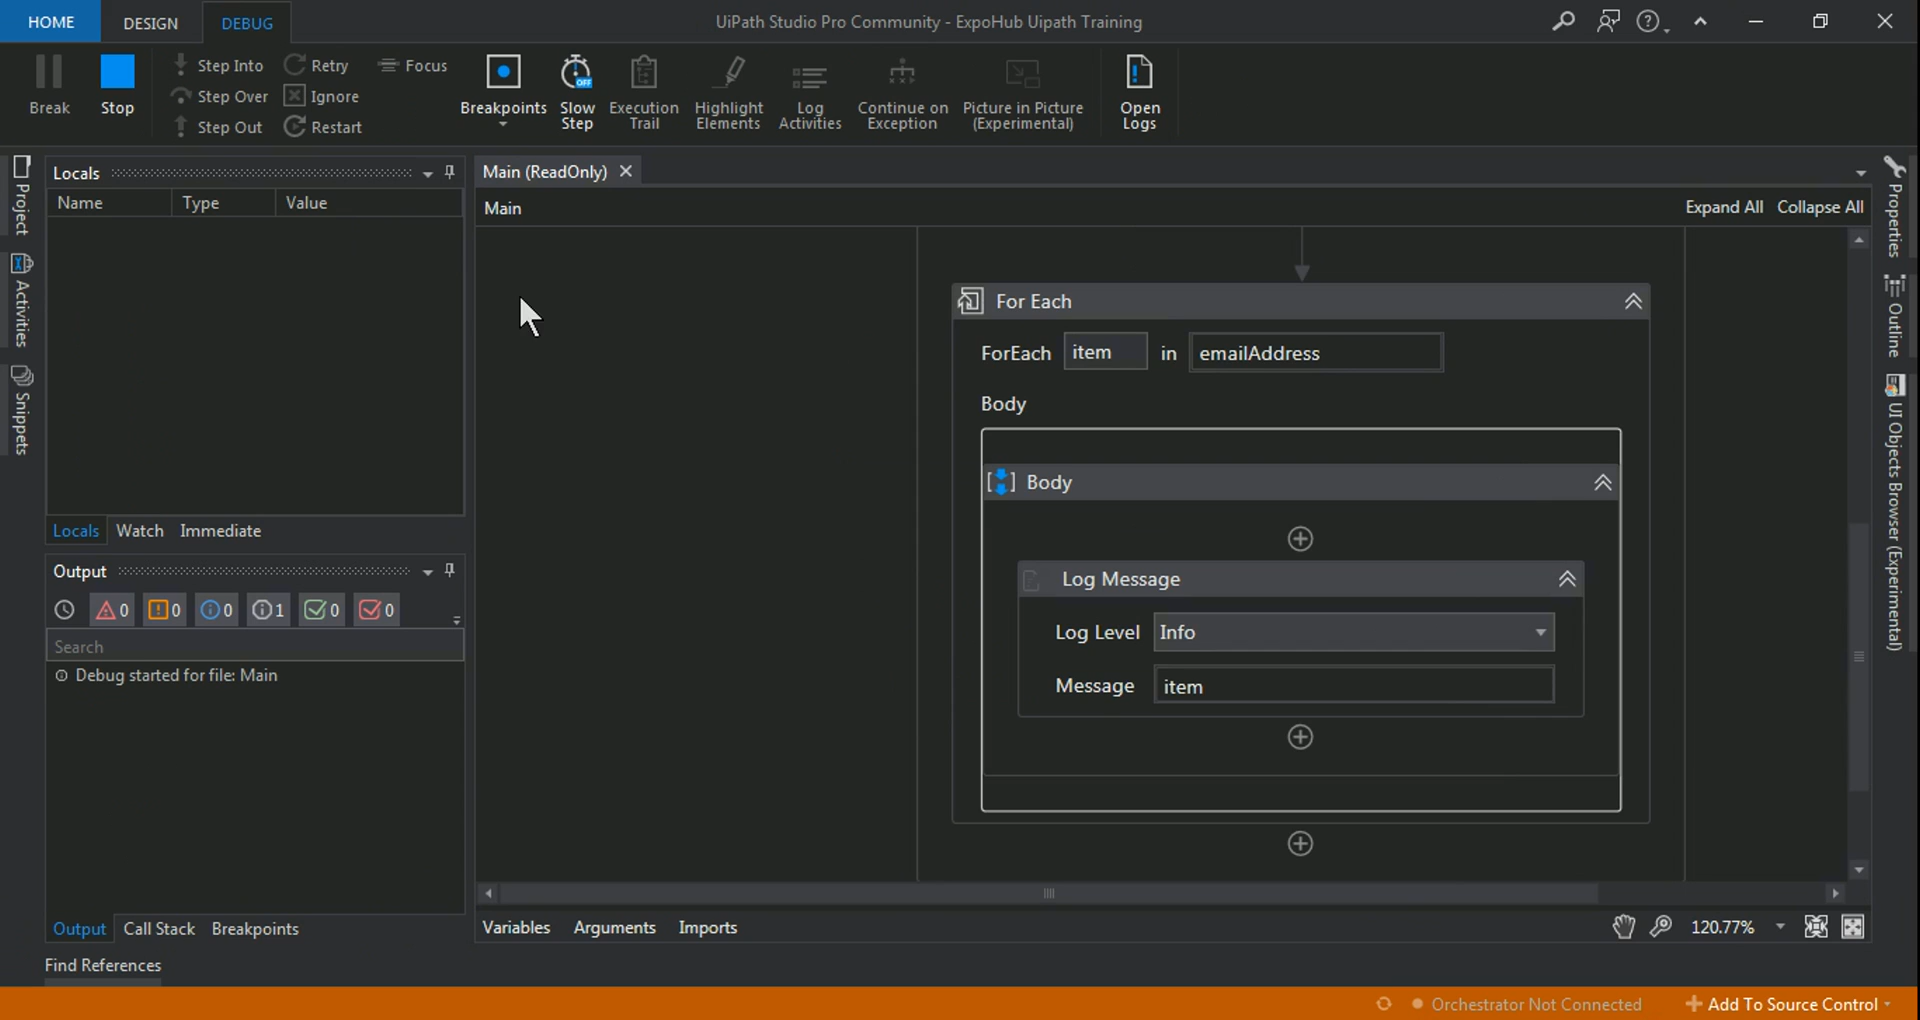 HOME DESIGN DEBUG UiPath Studio Pro Community - ExpoHub Uipath Training
Break
Stop
Step Into
Step Over
Step Out
Retry
Ignore
Restart
Focus
Breakpoints
Slow
Step
OFF
Execution
Trail
Highlight
Elements
Log
Activities
Continue on
Exception
Picture in Picture
(Experimental)
Open
Logs
Project
Activities
Snippets
Locals
Name Type Value
Locals Watch Immediate
Output
0 0 0 1 0 0
Search
Debug started for file: Main
Output Call Stack Breakpoints
Find References
Main (ReadOnly)
Main Expand All Collapse All
For Each
ForEach item in emailAddress
Body
Body
Log Message
Log Level Info
Message item
Variables Arguments Imports 120.77%
Properties
Outline
UI Objects Browser (Experimental)
Orchestrator Not Connected Add To Source Control